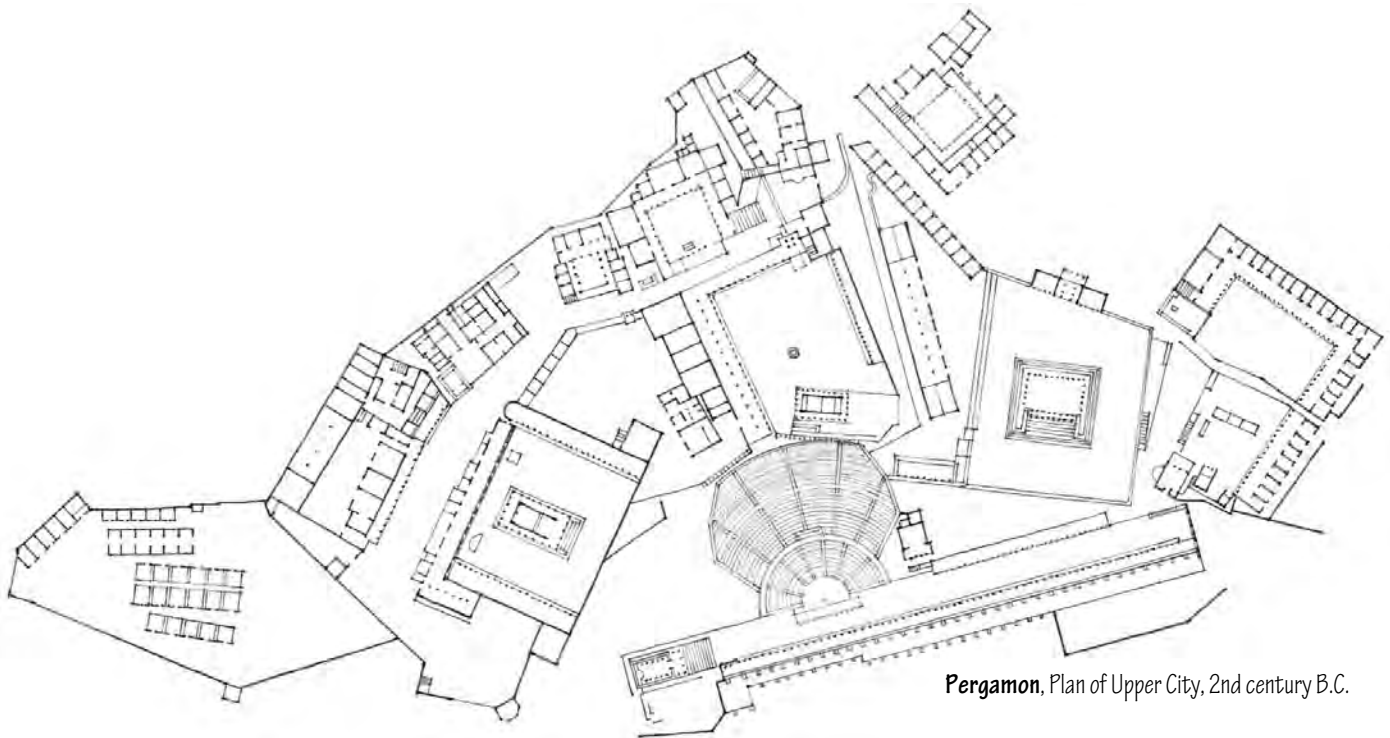 Pergamon, Plan of Upper City, 2nd century B.C.